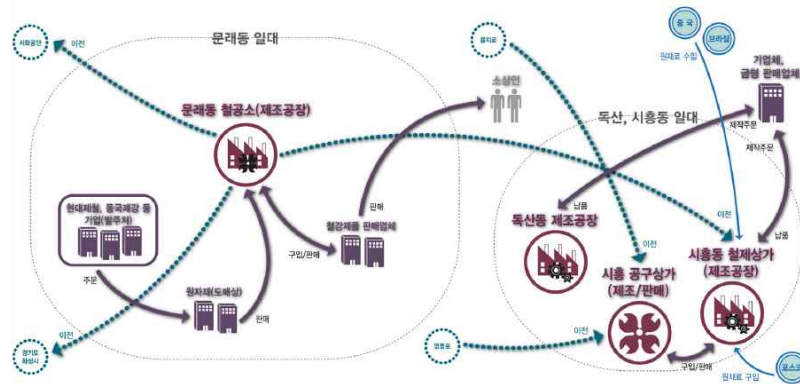 문래동 일대
시화공단
이전
을지로
중국
브라질
원재료 수입
기업체,
금형 판매업체
소상인
문래동 철공소(제조공장)
독산, 시흥동 일대
제작주문
제작주문
판매
납품
현대제철, 동국제강 등
기업(발주처)
철강제품 판매업체
독산동 제조공장
이전
납품
구입/판매
이전
시흥동 철제상가
(제조공장)
시흥 공구상가
(제조/판매)
주문
원자재(도매상)
판매
이전
경기도
화성시
영등포
이전
구입/판매
원재료 구입